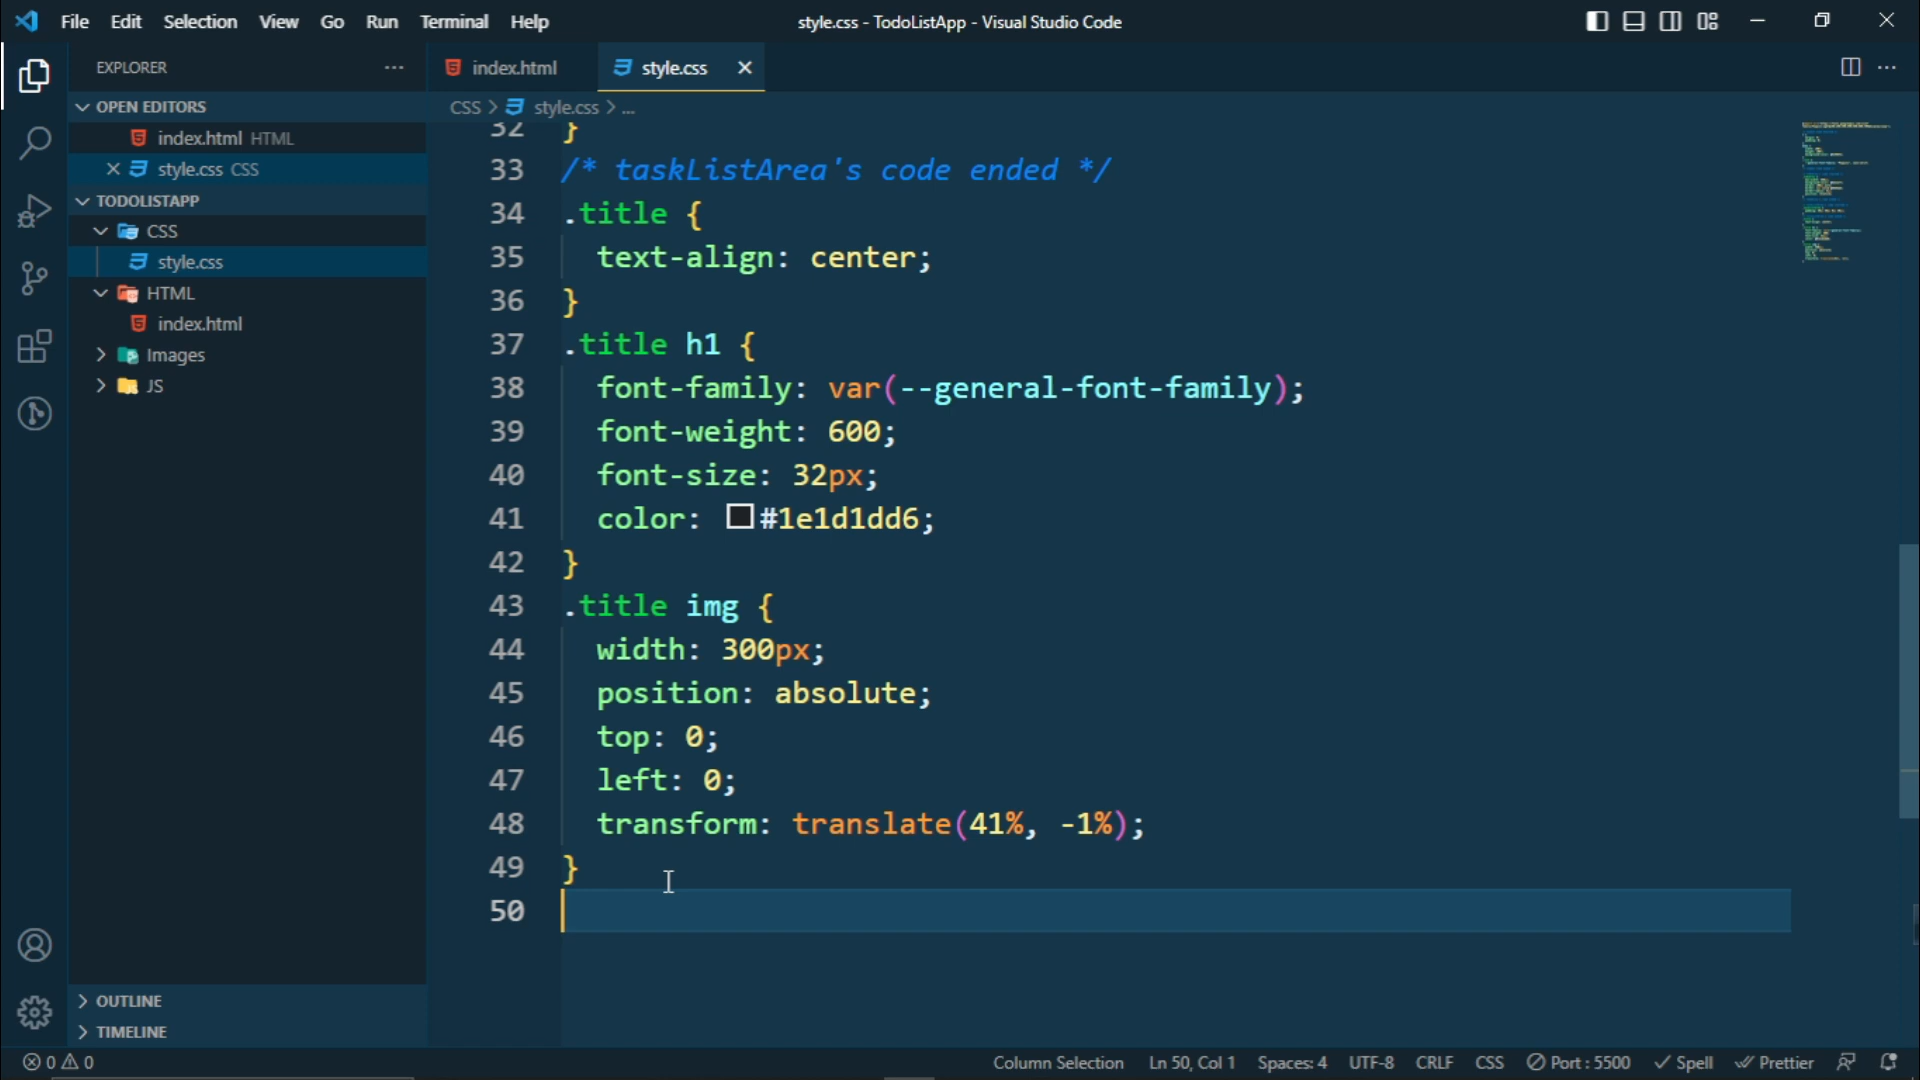 File Edit Selection View Go Run Terminal Help
style.css - TodoListApp - Visual Studio Code
EXPLORER
OPEN EDITORS
index.html HTML
style.css CSS
TODOLISTAPP
CSS
style.css
HTML
index.html
Images
JS
OUTLINE
TIMELINE
index.html
style.css
CSS > style.css > ...
32 }
33 /* taskListArea's code ended */
34 .title {
35 text-align: center;
36 }
37 .title h1 {
38 font-family: var(--general-font-family);
39 font-weight: 600;
40 font-size: 32px;
41 color: #1e1d1dd6;
42 }
43 .title img {
44 width: 300px;
45 position: absolute;
46 top: 0;
47 left: 0;
48 transform: translate(41%, -1%);
49 }
50
0 0
Column Selection Ln 50, Col 1 Spaces: 4 UTF-8 CRLF CSS Port : 5500 Spell Prettier